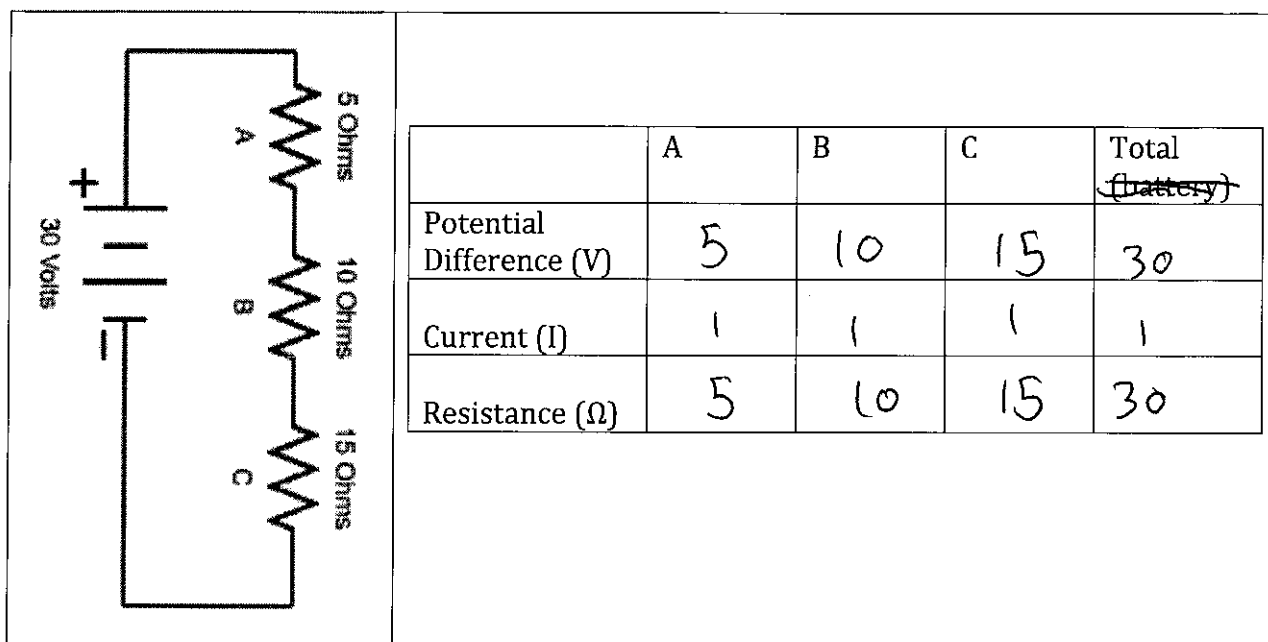 5 Ohms
A
10 Ohms
B
15 Ohms
C
+
30 Volts
−
A B C Total
(battery)
Potential
Difference (V) 5 10 15 30
Current (I) 1 1 1 1
Resistance (Ω) 5 10 15 30